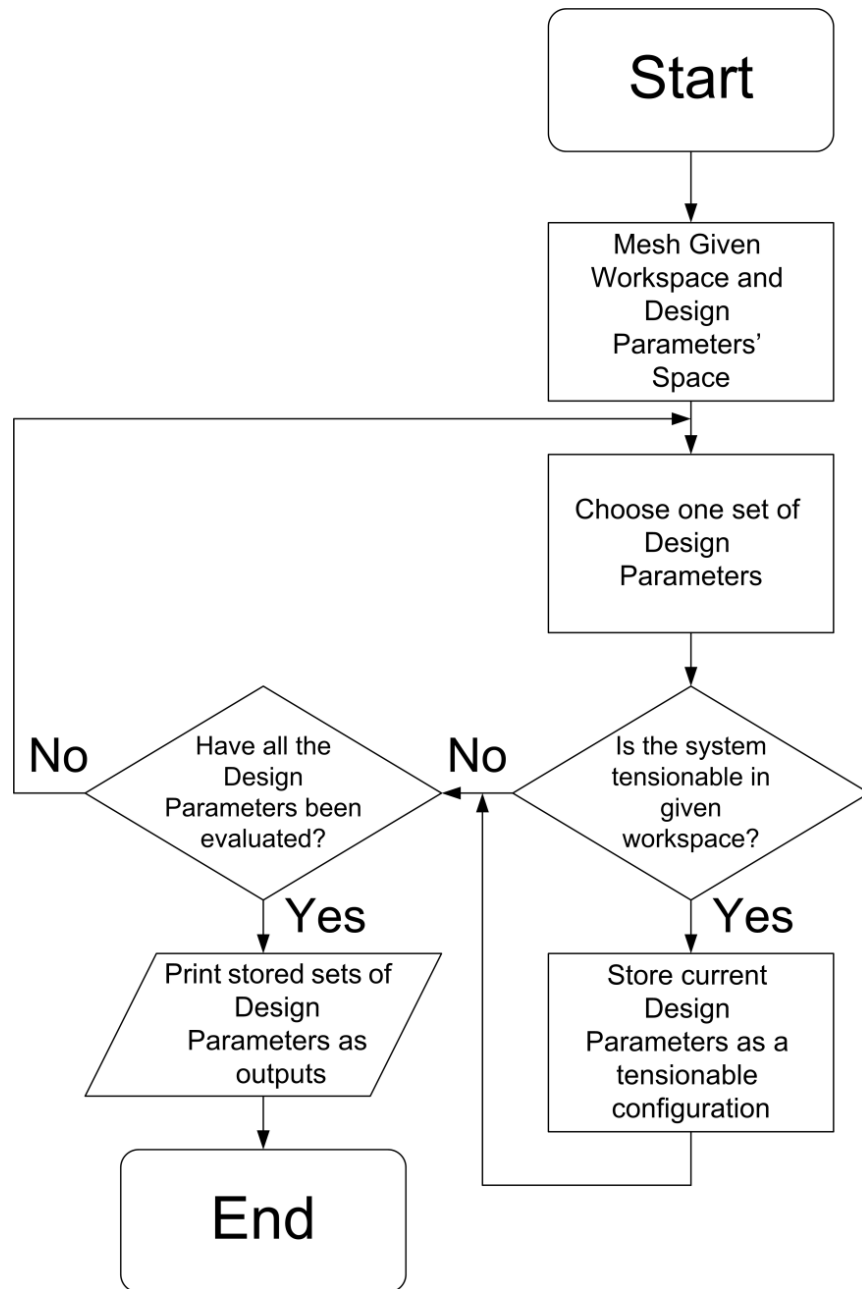 Start
Mesh Given
Workspace and
Design
Parameters’
Space
Choose one set of
Design
Parameters
Is the system
tensionable in
given
workspace?
No
Yes
Have all the
Design
Parameters been
evaluated?
No
Yes
Store current
Design
Parameters as a
tensionable
configuration
Print stored sets of
Design
Parameters as
outputs
End